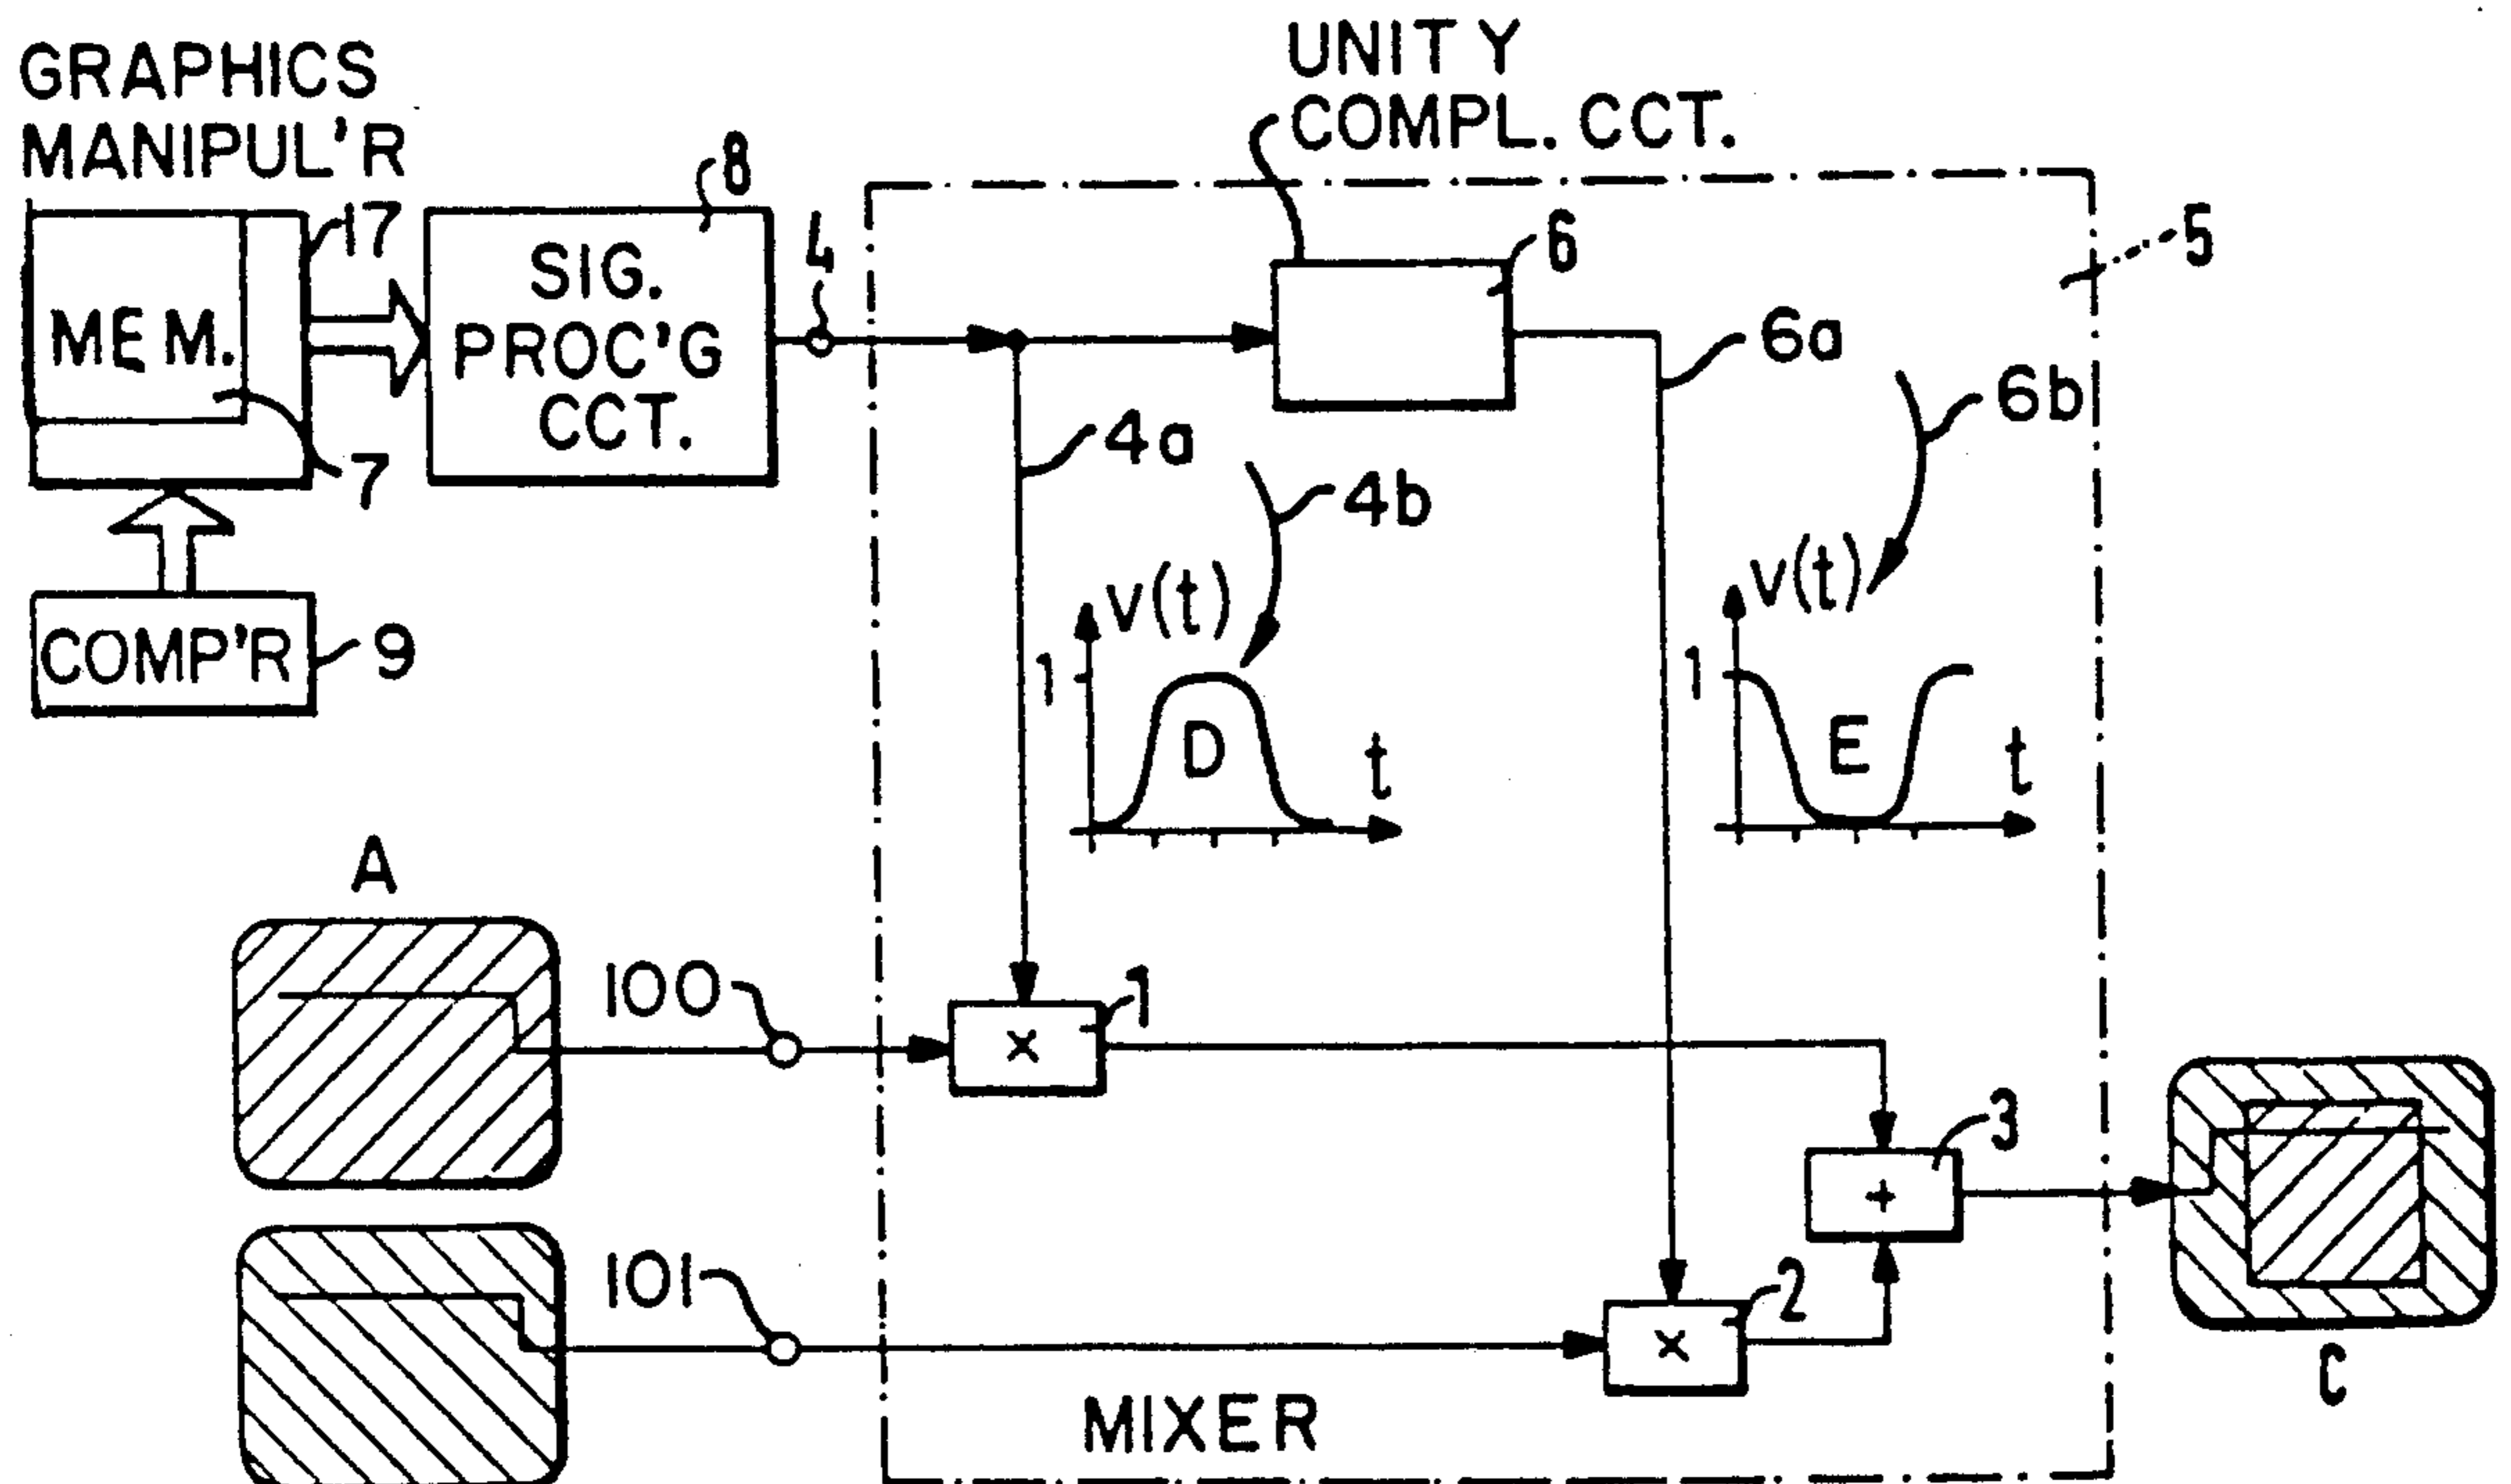 GRAPHICS
MANIPUL'R
UNITY
COMPL. CCT.
8
17
MEM.
7
SIG.
PROC'G
CCT.
4
6
5
6a
6b
4a
4b
COMP'R
9
V(t)
1
D
t
V(t)
1
E
t
A
100
x
1
3
+
101
x
2
C
MIXER